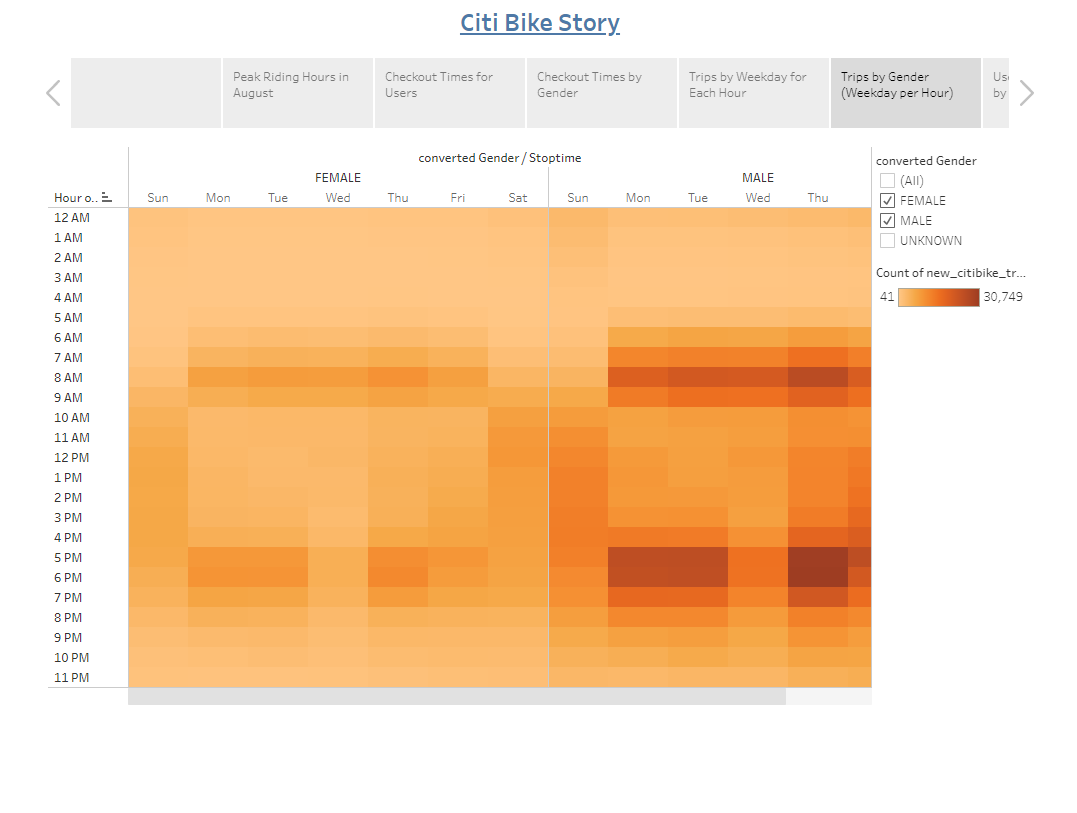 Citi Bike Story
Peak Riding Hours in
August
Checkout Times for
Users
Checkout Times by
Gender
Trips by Weekday for
Each Hour
Trips by Gender
(Weekday per Hour)
by
converted Gender / Stoptime
FEMALE MALE
Hour o.. Sun Mon Tue Wed Thu Fri Sat Sun Mon Tue Wed Thu
12 AM
1 AM
2 AM
3 AM
4 AM
5 AM
6 AM
7 AM
8 AM
9 AM
10 AM
11 AM
12 PM
1 PM
2 PM
3 PM
4 PM
5 PM
6 PM
7 PM
8 PM
9 PM
10 PM
11 PM
converted Gender
(All)
FEMALE
MALE
UNKNOWN
Count of new_citibike_tr...
41 30,749